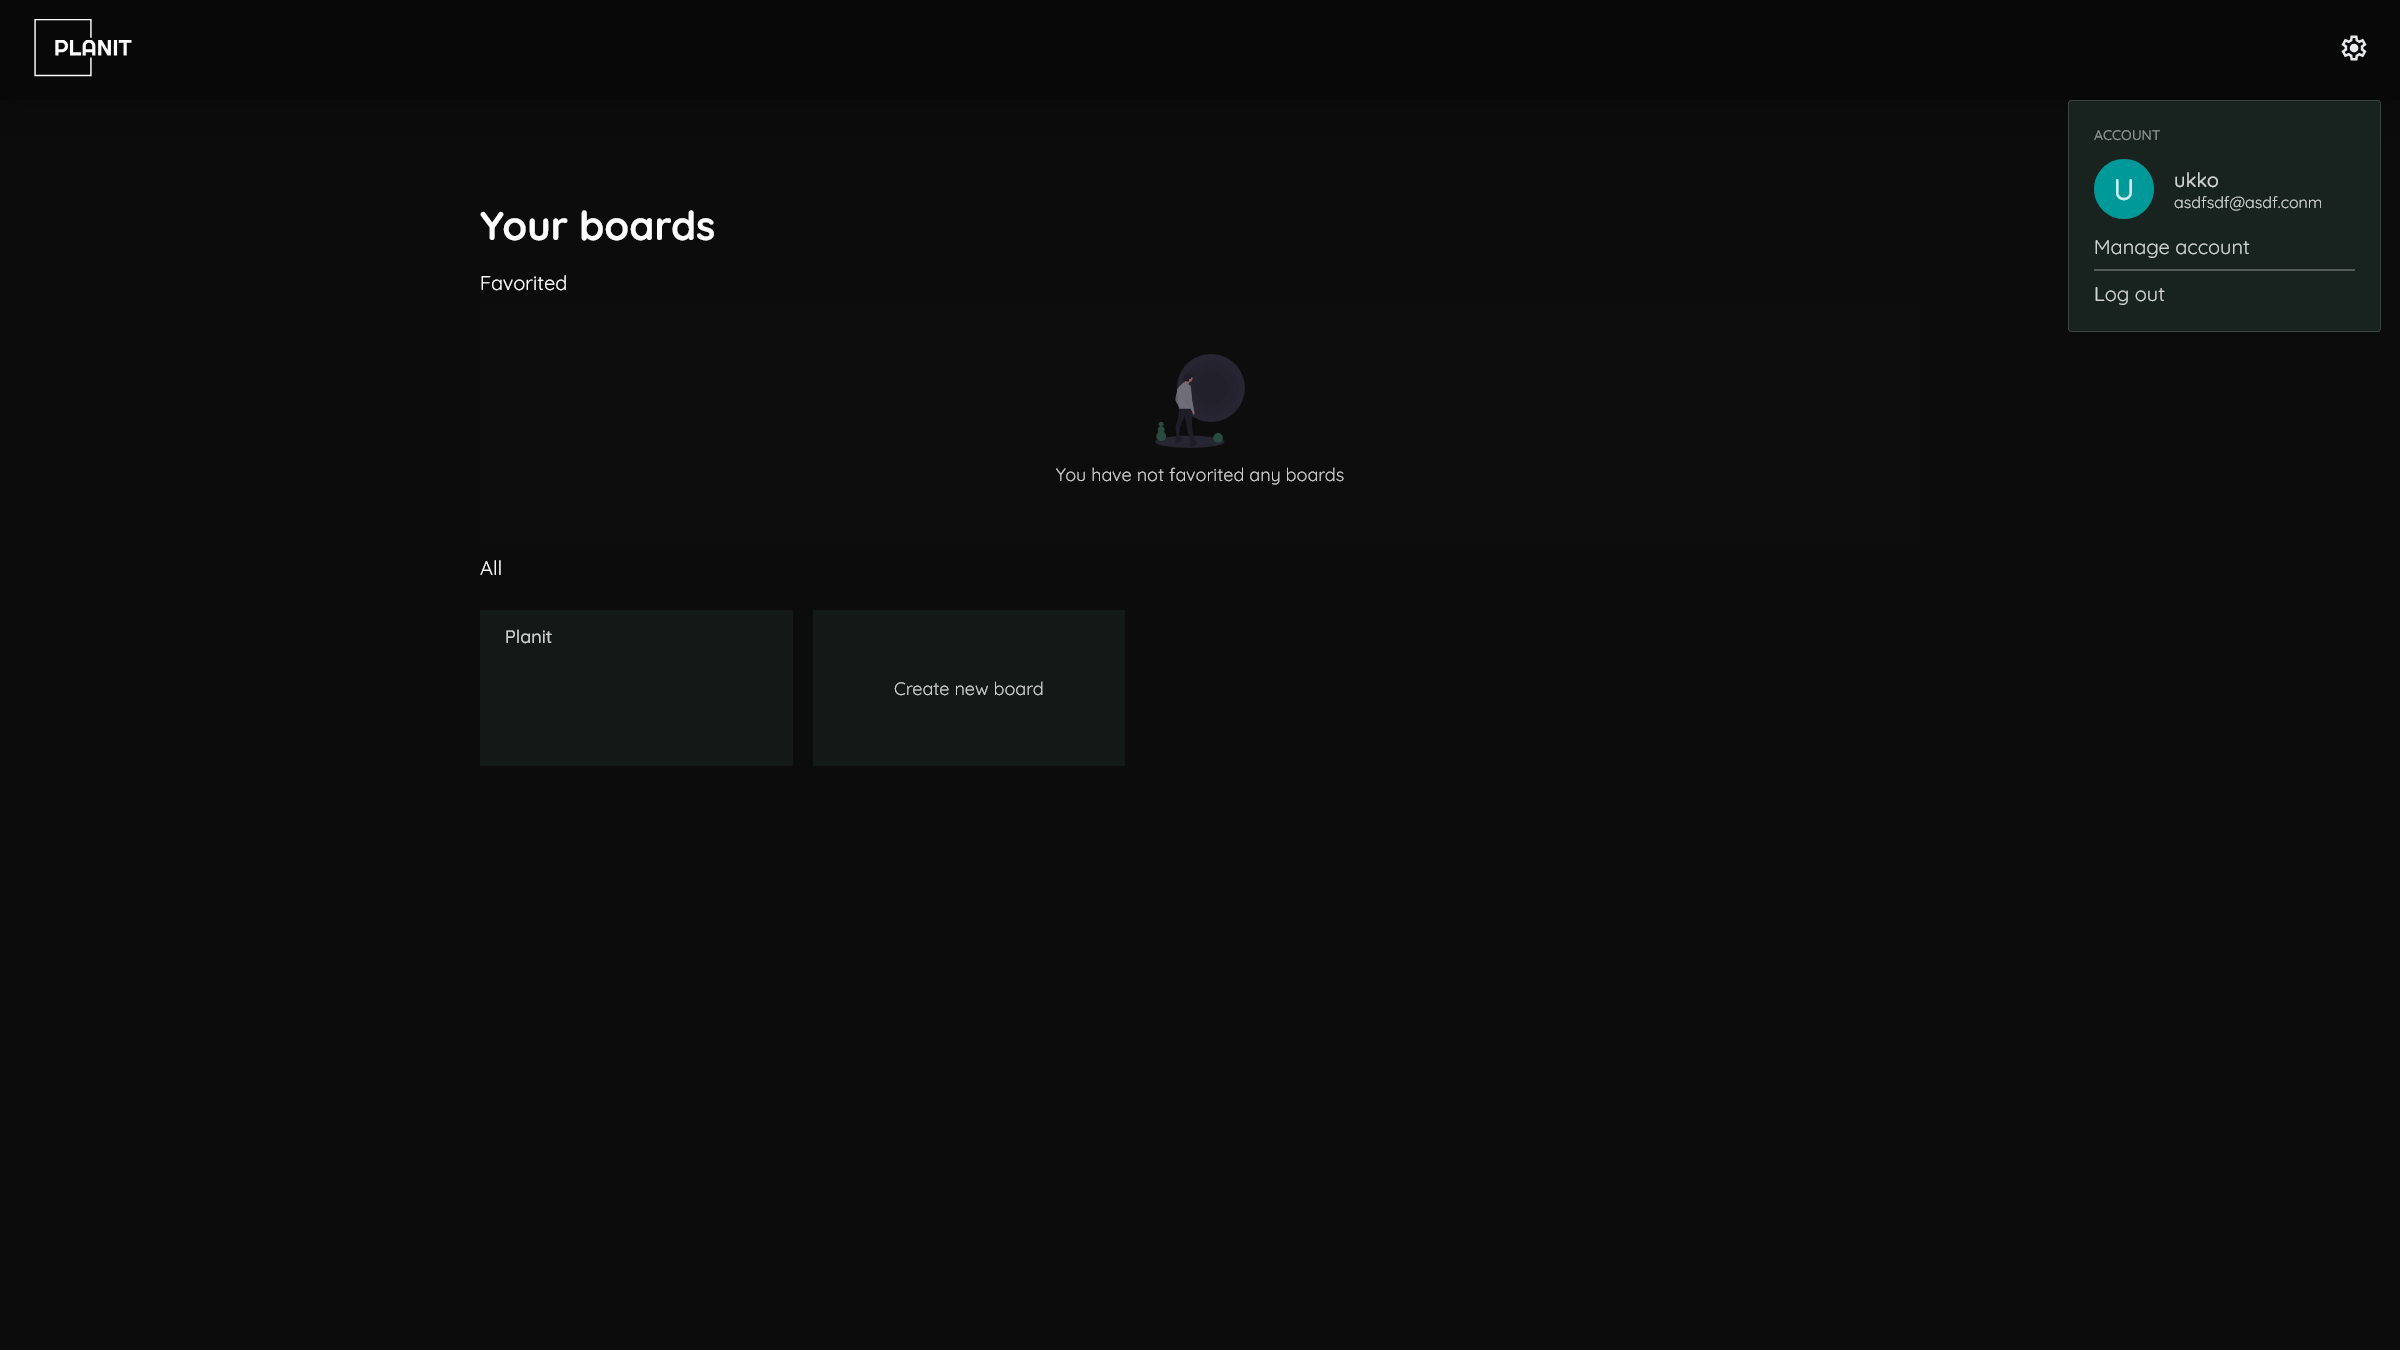 PLANIT
ACCOUNT
U
ukko
asdfsdf@asdf.conm
Manage account
Log out
Your boards
Favorited
You have not favorited any boards
All
Planit
Create new board